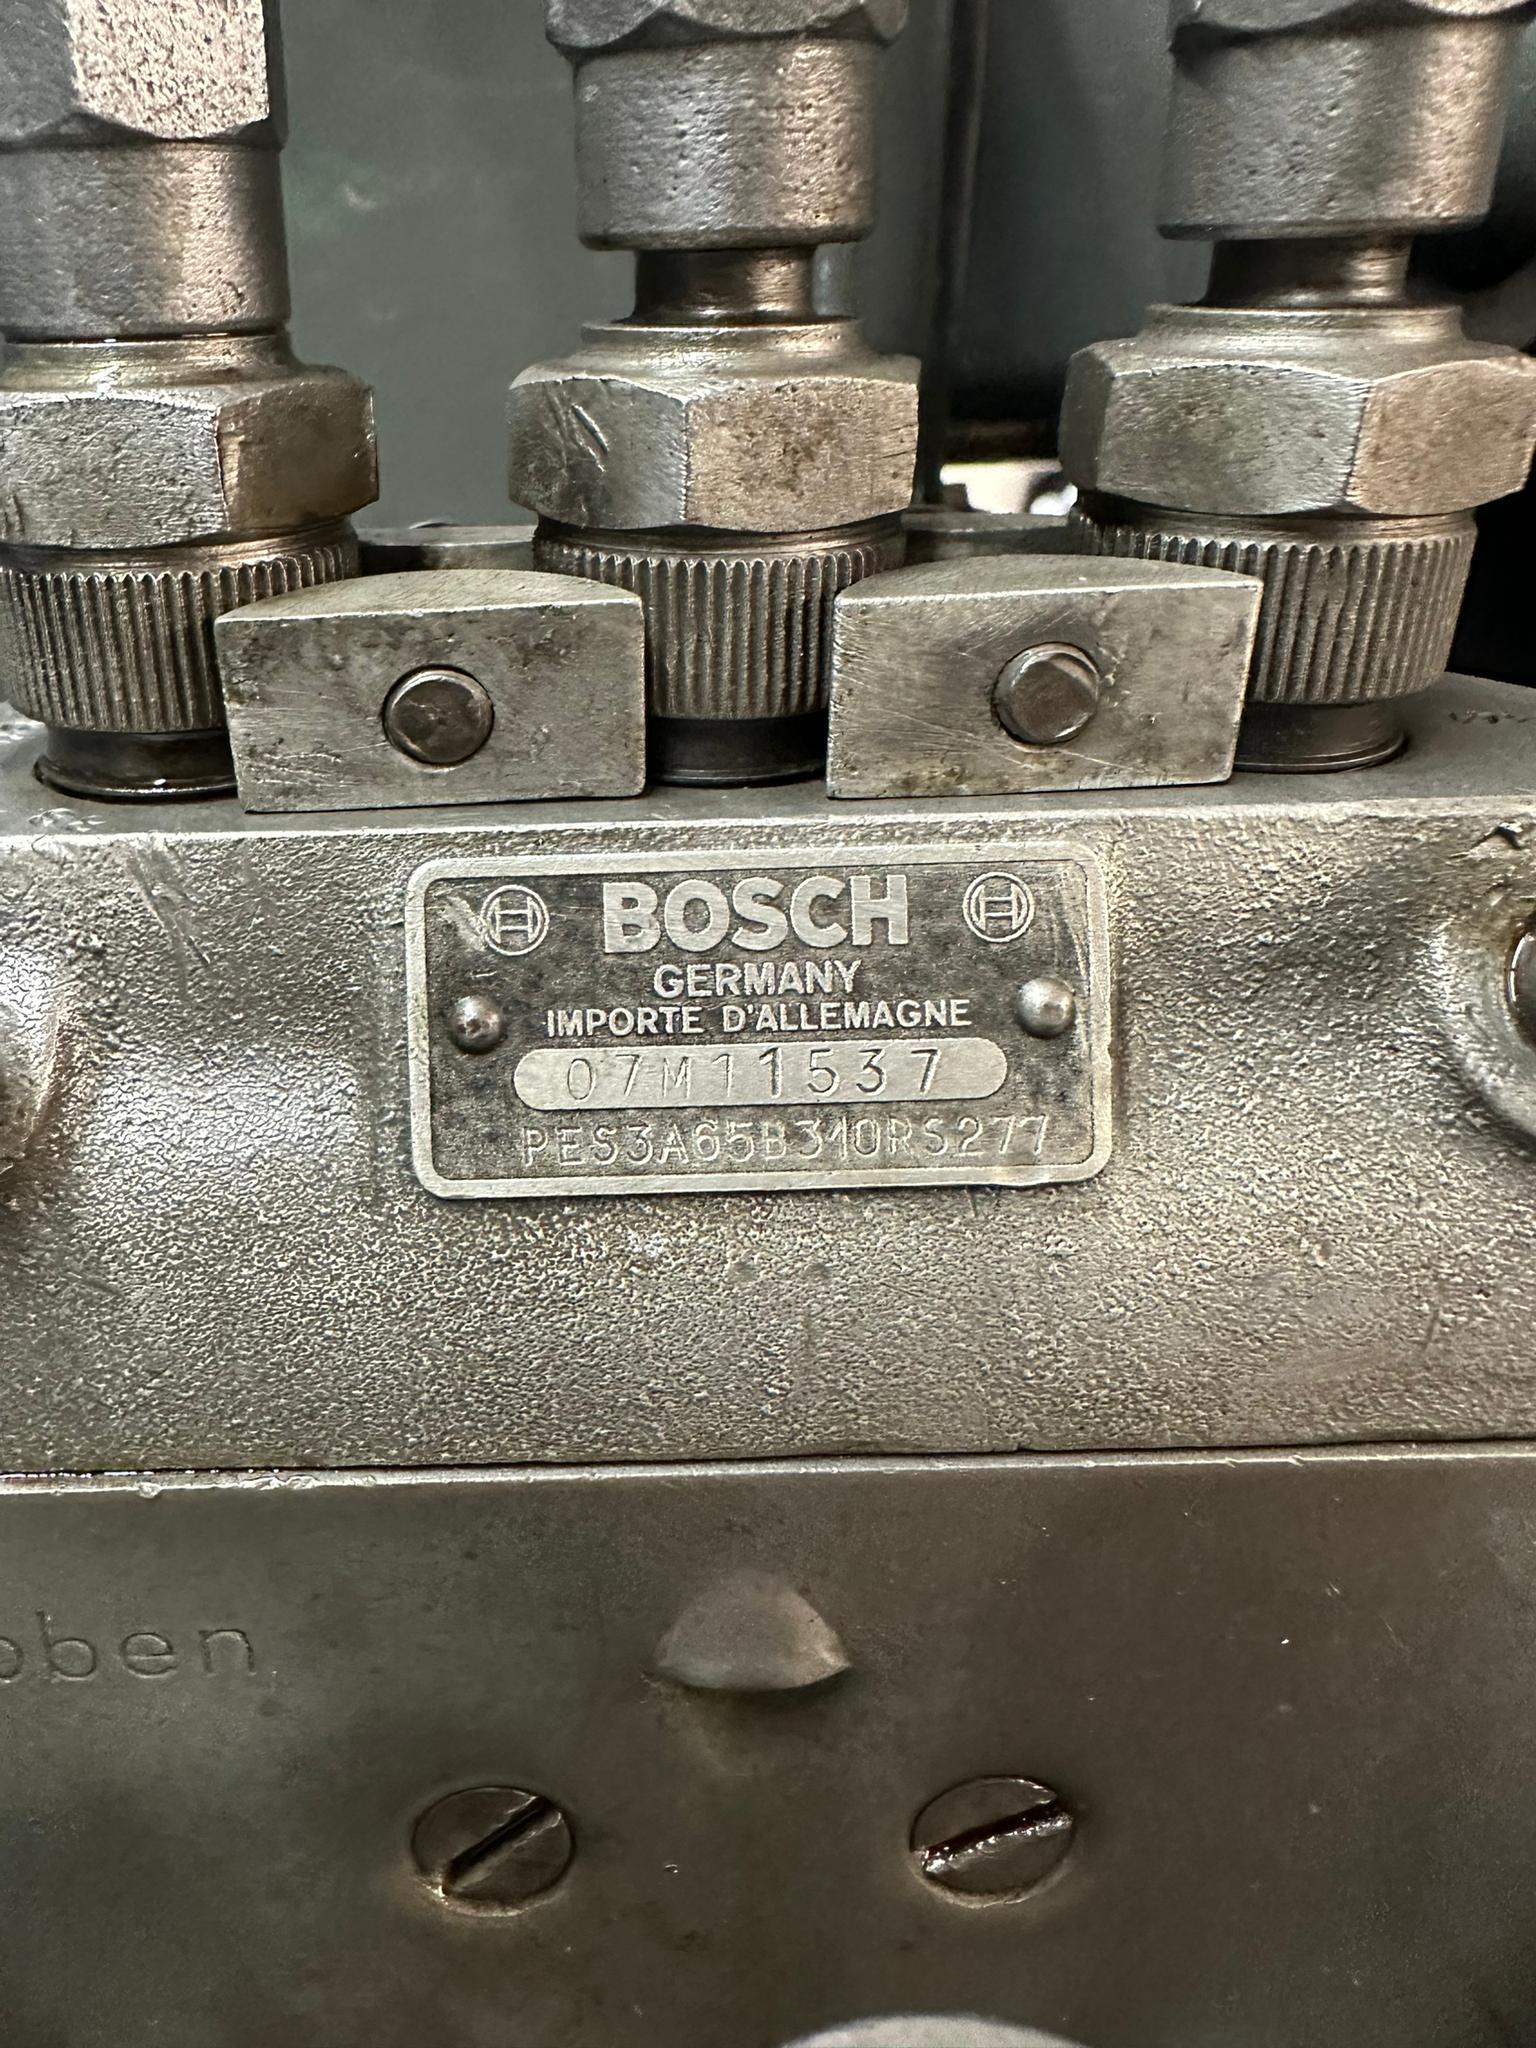 BOSCH
GERMANY
IMPORTE D'ALLEMAGNE
07M11537
PES3A65B310RS277
oben